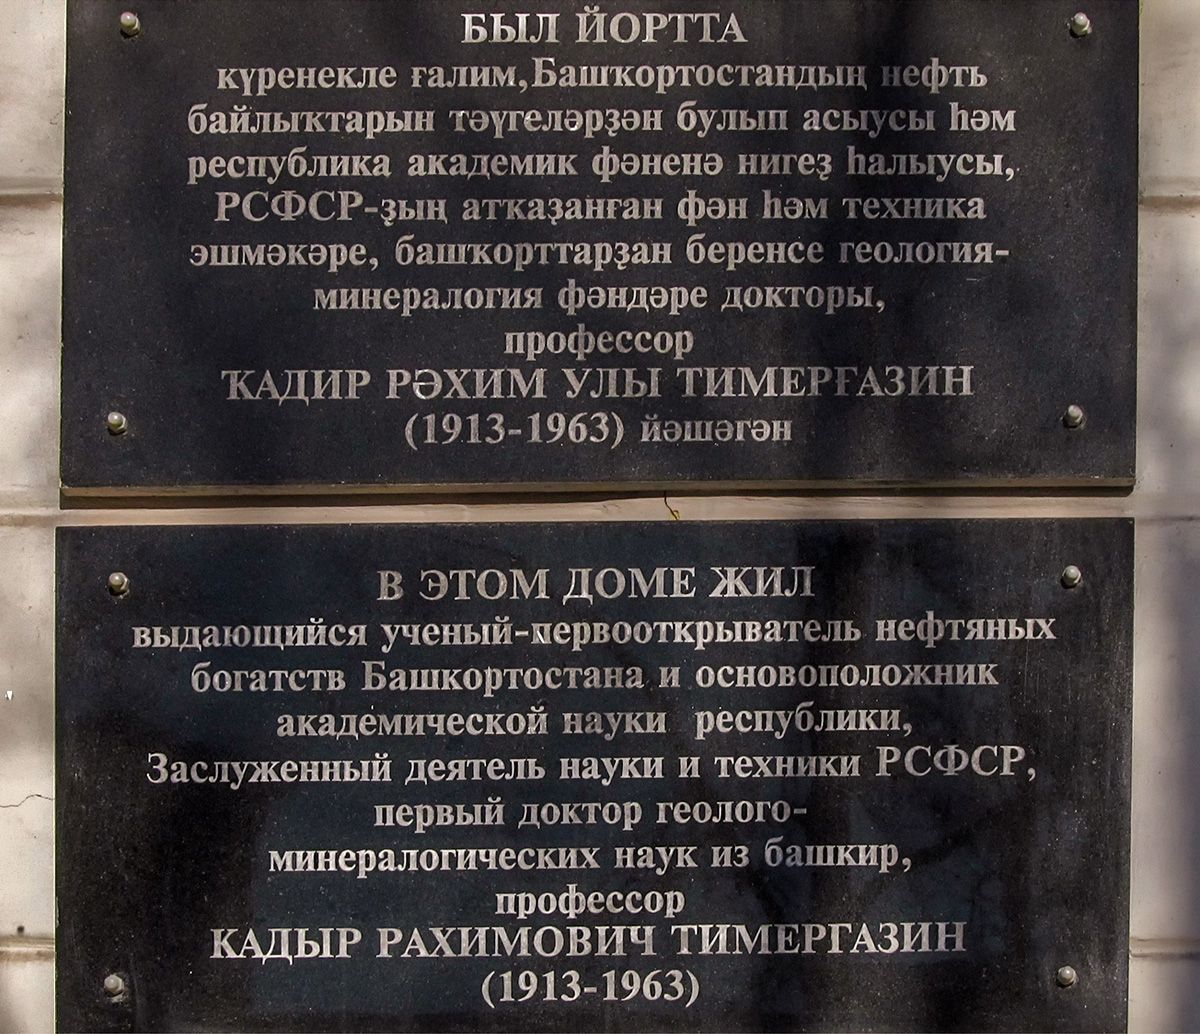 БЫЛ ЙОРТТА
күренекле ғалим, Башҡортостандың нефть
байлыҡтарын тәүгеләрҙән булып асыусы һәм
республика академик фәненә нигеҙ һалыусы,
РСФСР-ҙың атҡаҙанған фән һәм техника
эшмәкәре, башҡорттарҙан беренсе геология-
минералогия фәндәре докторы,
профессор
ҠАДИР РӘХИМ УЛЫ ТИМЕРҒАЗИН
(1913-1963) йәшәгән
В ЭТОМ ДОМЕ ЖИЛ
выдающийся ученый-первооткрыватель нефтяных
богатств Башкортостана и основоположник
академической науки республики,
Заслуженный деятель науки и техники РСФСР,
первый доктор геолого-
минералогических наук из башкир,
профессор
КАДЫР РАХИМОВИЧ ТИМЕРГАЗИН
(1913-1963)